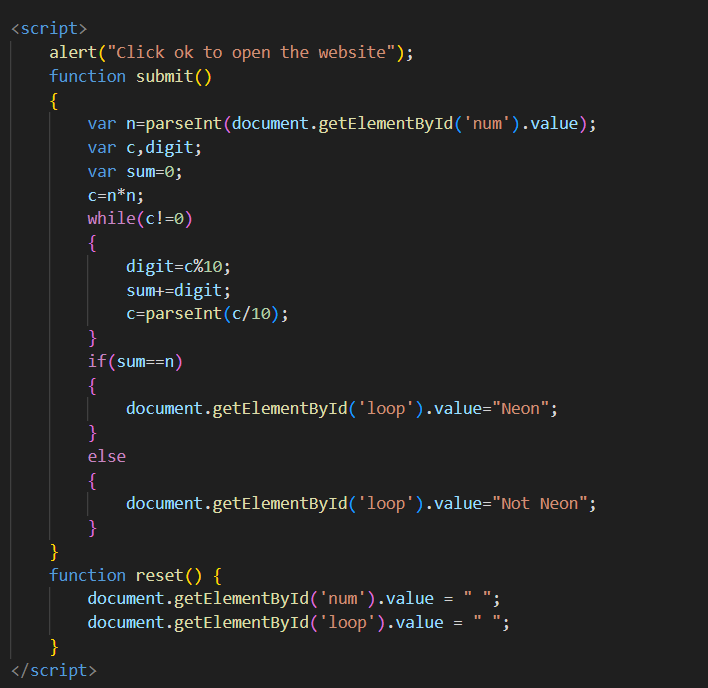 <script>
alert("Click ok to open the website");
function submit()
{
var n=parseInt(document.getElementById('num').value);
var c,digit;
var sum=0;
c=n*n;
while(c!=0)
{
digit=c%10;
sum+=digit;
c=parseInt(c/10);
}
if(sum==n)
{
document.getElementById('loop').value="Neon";
}
else
{
document.getElementById('loop').value="Not Neon";
}
}
function reset() {
document.getElementById('num').value = " ";
document.getElementById('loop').value = " ";
}
</script>